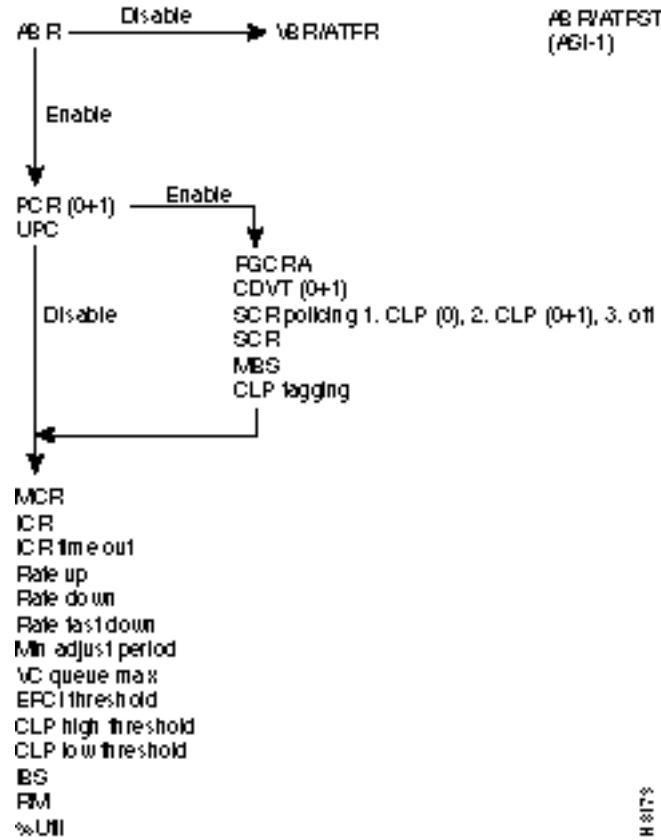 ABR
Disable
VBR/ATFR
ABR/ATFST
(ASI-1)
Enable
PCR (0+1)
UPC
Enable
FGCRA
CDVT (0+1)
SCR policing 1. CLP (0), 2. CLP (0+1), 3. off
SCR
MBS
CLP tagging
Disable
MCR
ICR
ICR time out
Rate up
Rate down
Rate fast down
Min adjust period
VC queue max
EFCI threshold
CLP high threshold
CLP low threshold
IBS
RM
% Util